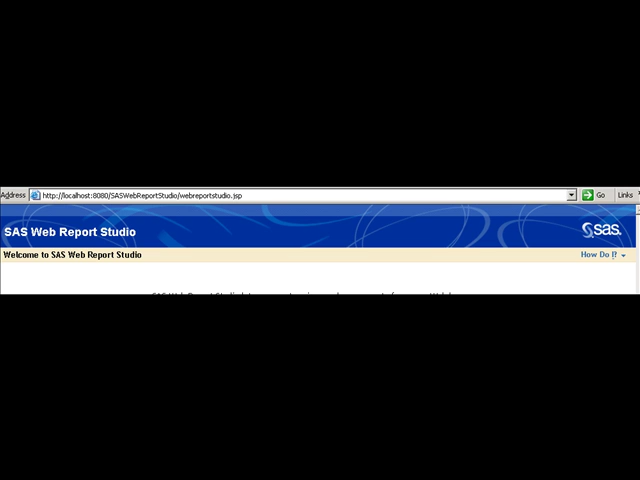 Address http://localhost:8080/SASWebReportStudio/webreportstudio.jsp Go Links
SAS Web Report Studio sas.
Welcome to SAS Web Report Studio How Do I?